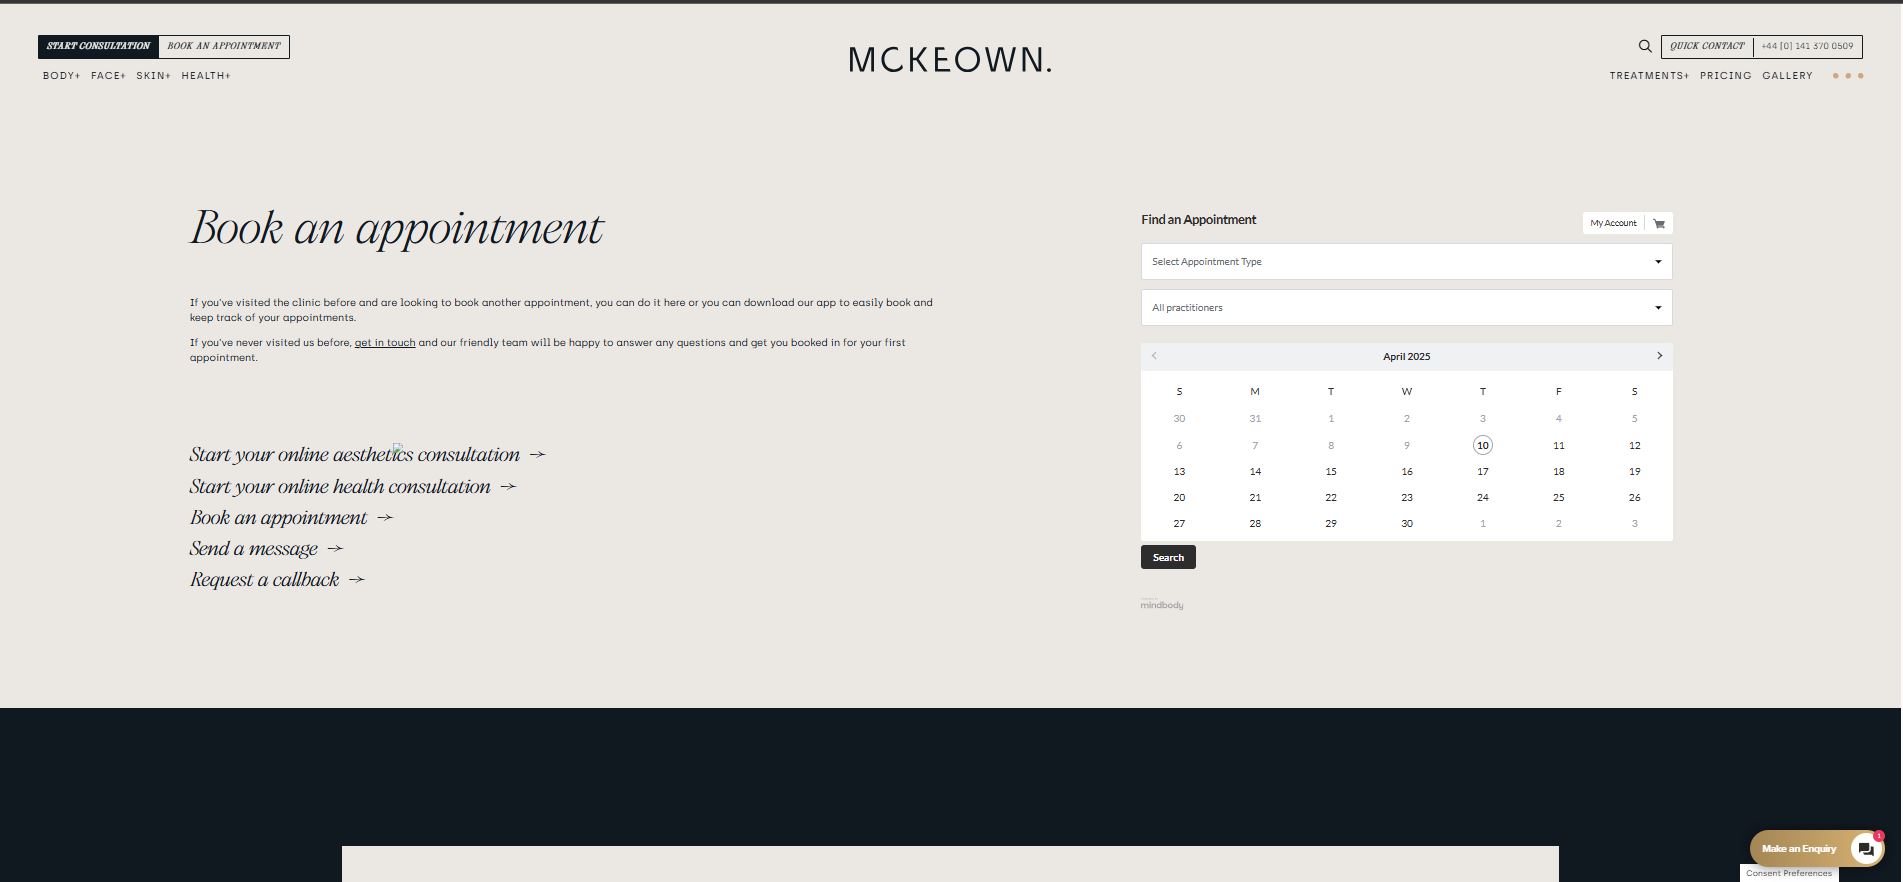 START CONSULTATION BOOK AN APPOINTMENT
BODY+ FACE+ SKIN+ HEALTH+
MCKEOWN.
QUICK CONTACT +44 [0] 141 370 0509
TREATMENTS+ PRICING GALLERY
Book an appointment
If you've visited the clinic before and are looking to book another appointment, you can do it here or you can download our app to easily book and
keep track of your appointments.
If you've never visited us before, get in touch and our friendly team will be happy to answer any questions and get you booked in for your first
appointment.
Start your online aesthetics consultation →
Start your online health consultation →
Book an appointment →
Send a message →
Request a callback →
Find an Appointment
My Account
Select Appointment Type
All practitioners
April 2025
S M T W T F S
30 31 1 2 3 4 5
6 7 8 9 10 11 12
13 14 15 16 17 18 19
20 21 22 23 24 25 26
27 28 29 30 1 2 3
Search
mindbody
Make an Enquiry
1
Consent Preferences